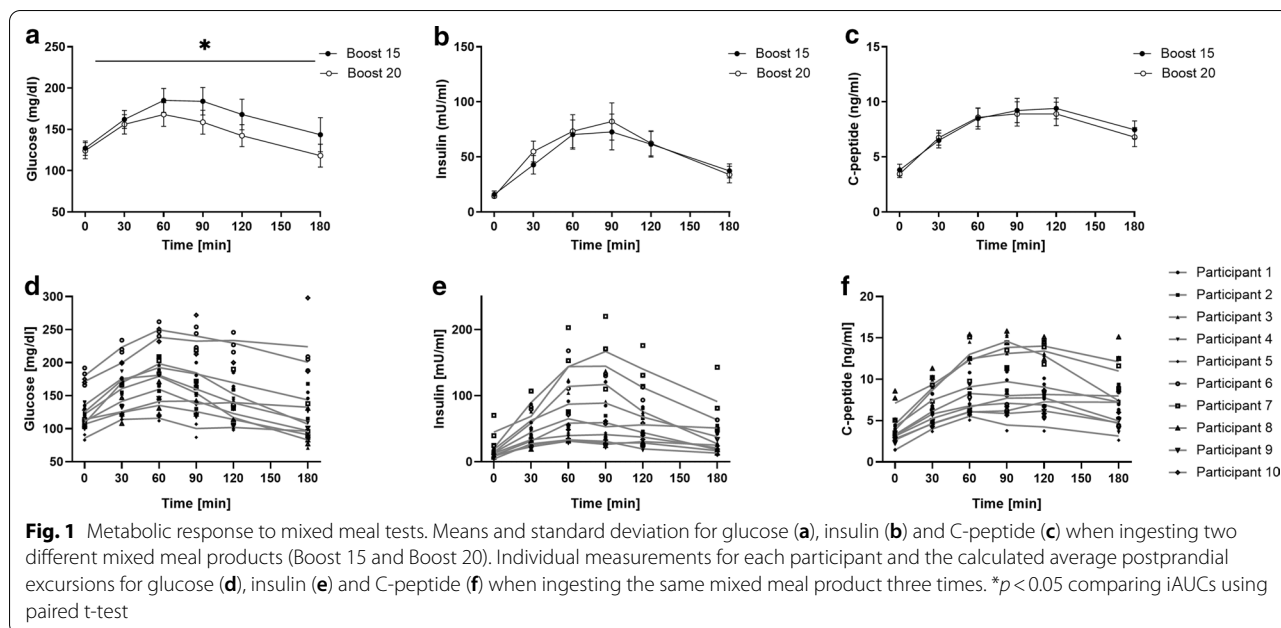 a
*
Boost 15
Boost 20
Glucose (mg/dl)
250
200
150
100
50
0 30 60 90 120 150 180
Time [min]
b
Boost 15
Boost 20
Insulin (mU/ml)
150
100
50
0
0 30 60 90 120 150 180
Time [min]
c
Boost 15
Boost 20
C-peptide (ng/ml)
15
10
5
0
0 30 60 90 120 150 180
Time [min]
d
Glucose [mg/dl]
300
250
200
150
100
50
0 30 60 90 120 150 180
Time [min]
e
Insulin [mU/ml]
200
100
0
0 30 60 90 120 150 180
Time [min]
f
C-peptide [ng/ml]
20
15
10
5
0
0 30 60 90 120 150 180
Time [min]
Participant 1
Participant 2
Participant 3
Participant 4
Participant 5
Participant 6
Participant 7
Participant 8
Participant 9
Participant 10
Fig. 1 Metabolic response to mixed meal tests. Means and standard deviation for glucose (a), insulin (b) and C-peptide (c) when ingesting two
different mixed meal products (Boost 15 and Boost 20). Individual measurements for each participant and the calculated average postprandial
excursions for glucose (d), insulin (e) and C-peptide (f) when ingesting the same mixed meal product three times. *p < 0.05 comparing iAUCs using
paired t-test